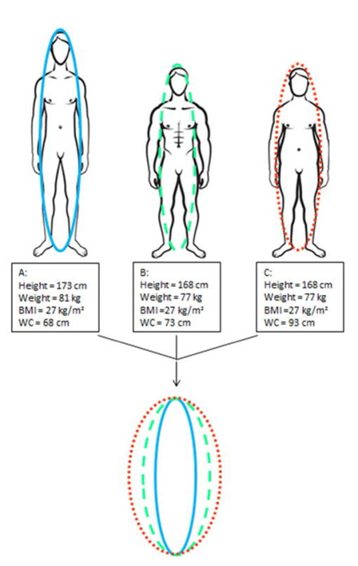 A:
Height = 173 cm
Weight = 81 kg
BMI = 27 kg/m²
WC = 68 cm
B:
Height = 168 cm
Weight = 77 kg
BMI =27 kg/m²
WC = 73 cm
C:
Height = 168 cm
Weight = 77 kg
BMI=27 kg/m²
WC = 93 cm